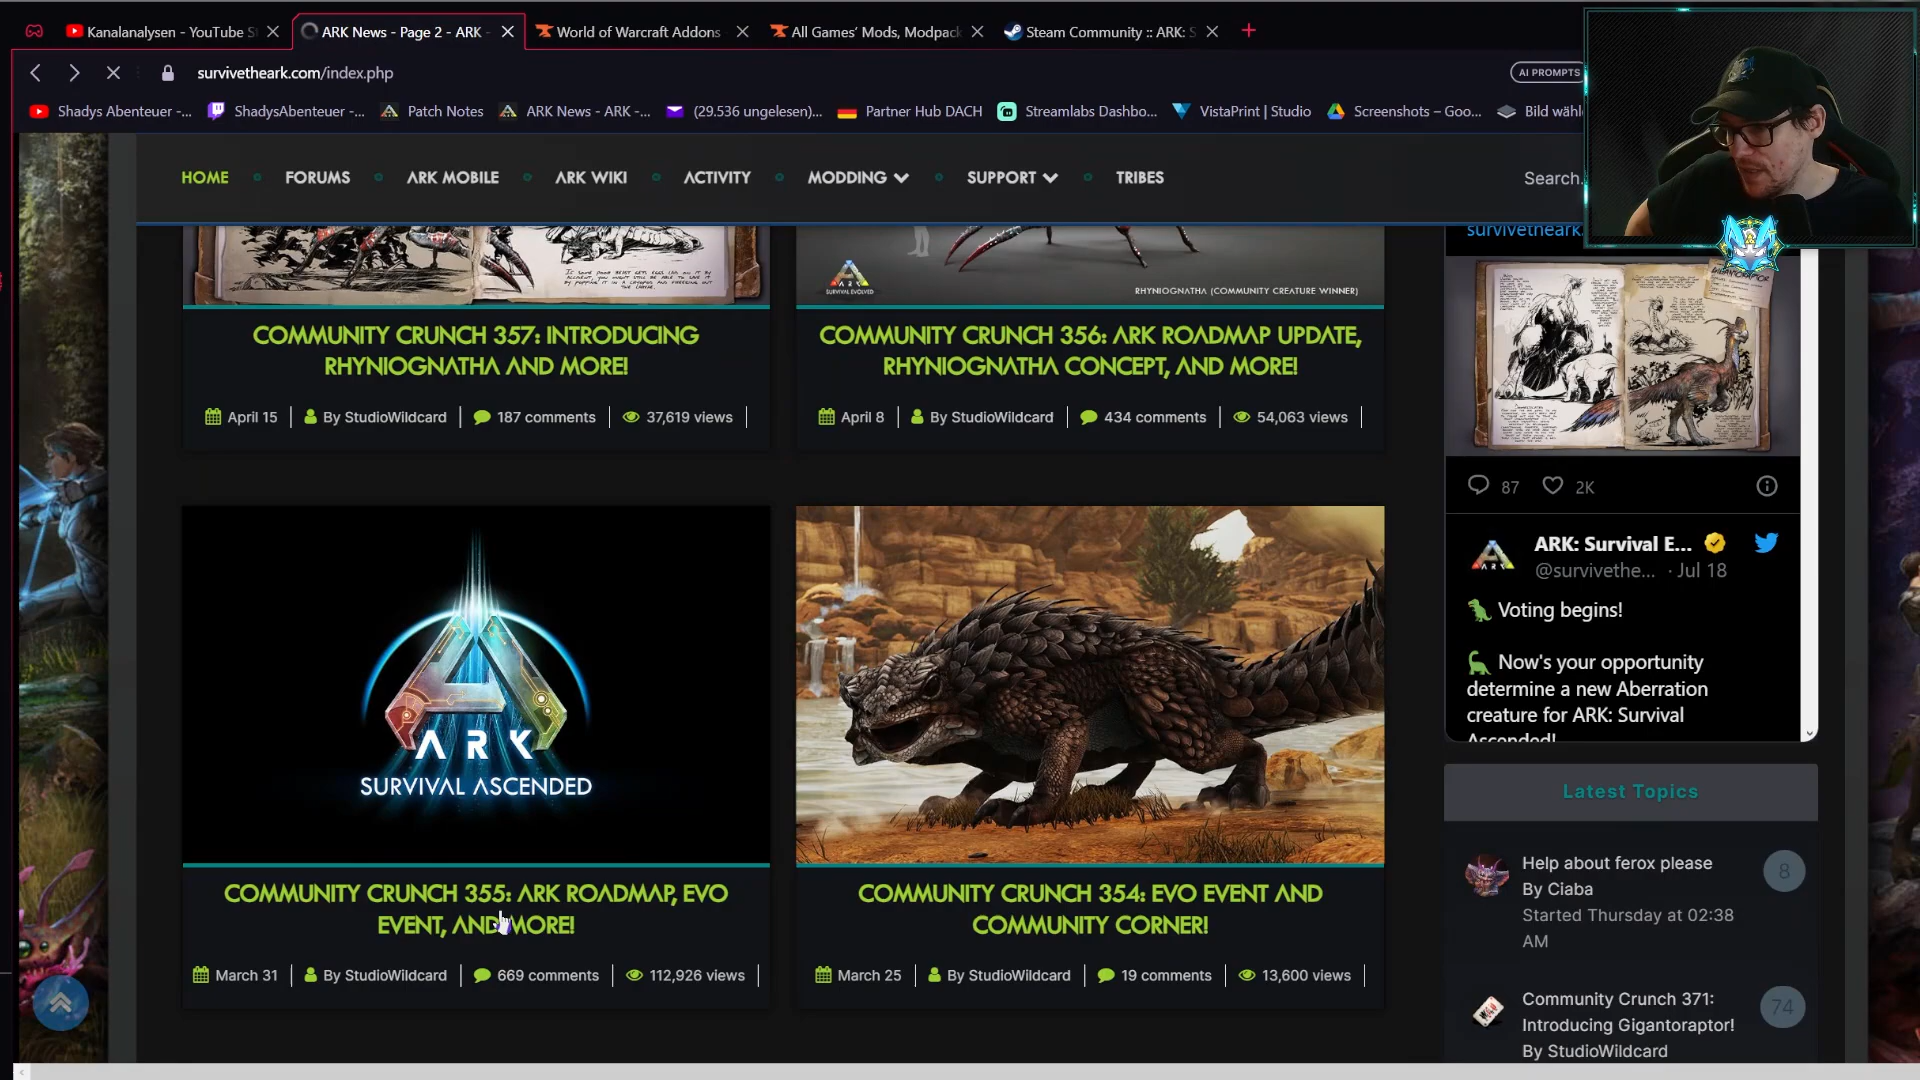 Kanalanalysen - YouTube S
ARK News - Page 2 - ARK -
World of Warcraft Addons
All Games' Mods, Modpack
Steam Community :: ARK: S
survivetheark.com/index.php
AI PROMPTS
Shadys Abenteuer -...
ShadysAbenteuer -...
Patch Notes
ARK News - ARK -...
(29.536 ungelesen)...
Partner Hub DACH
Streamlabs Dashbo...
VistaPrint | Studio
Screenshots – Goo...
Bild wähl
HOME
FORUMS
ARK MOBILE
ARK WIKI
ACTIVITY
MODDING
SUPPORT
TRIBES
Search.
survivetheark.
RHYNIOGNATHA (COMMUNITY CREATURE WINNER)
COMMUNITY CRUNCH 357: INTRODUCING
RHYNIOGNATHA AND MORE!
April 15 | By StudioWildcard | 187 comments | 37,619 views |
COMMUNITY CRUNCH 356: ARK ROADMAP UPDATE,
RHYNIOGNATHA CONCEPT, AND MORE!
April 8 | By StudioWildcard | 434 comments | 54,063 views |
ARK
SURVIVAL ASCENDED
COMMUNITY CRUNCH 355: ARK ROADMAP, EVO
EVENT, AND MORE!
March 31 | By StudioWildcard | 669 comments | 112,926 views |
COMMUNITY CRUNCH 354: EVO EVENT AND
COMMUNITY CORNER!
March 25 | By StudioWildcard | 19 comments | 13,600 views |
GIGANTORAPTOR
87
2K
ARK: Survival E...
@survivethe... · Jul 18
Voting begins!
Now's your opportunity
determine a new Aberration
creature for ARK: Survival
Ascended!
Latest Topics
Help about ferox please
By Ciaba
Started Thursday at 02:38
AM
8
Community Crunch 371:
Introducing Gigantoraptor!
By StudioWildcard
74